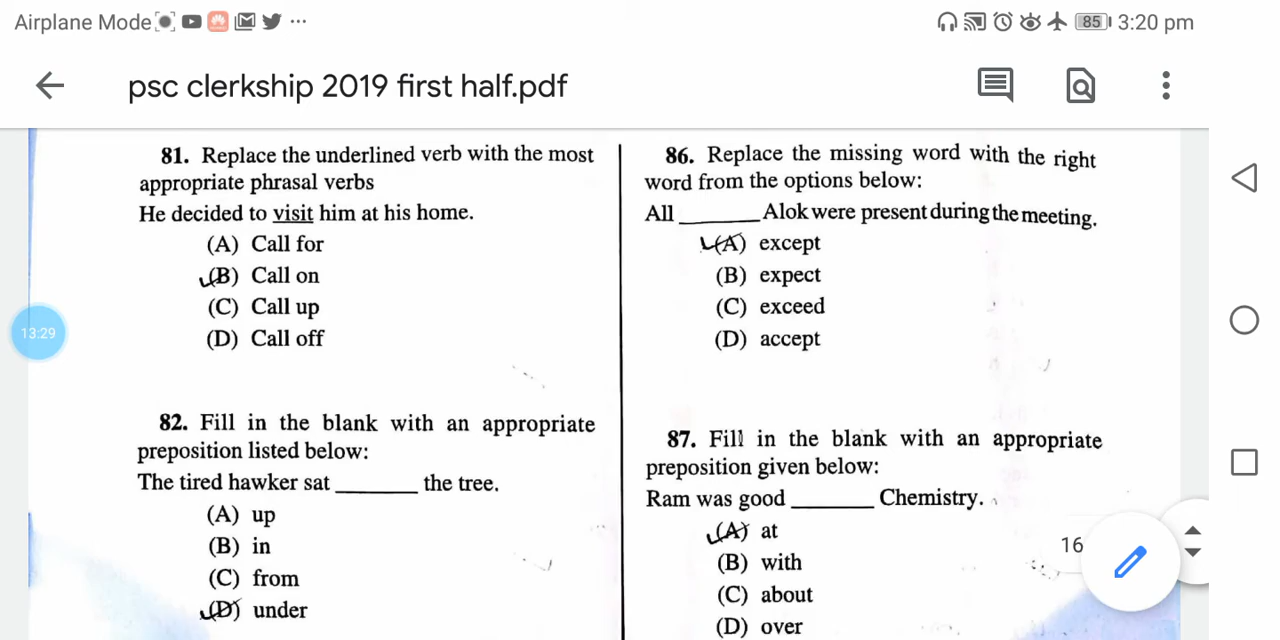 Airplane Mode ... 85 3:20 pm
psc clerkship 2019 first half.pdf
81. Replace the underlined verb with the most
appropriate phrasal verbs
He decided to visit him at his home.
(A) Call for
(B) Call on
(C) Call up
(D) Call off
13:29
82. Fill in the blank with an appropriate
preposition listed below:
The tired hawker sat ______ the tree.
(A) up
(B) in
(C) from
(D) under
86. Replace the missing word with the right
word from the options below:
All ______ Alok were present during the meeting.
(A) except
(B) expect
(C) exceed
(D) accept
87. Fill in the blank with an appropriate
preposition given below:
Ram was good ______ Chemistry.
(A) at
(B) with
(C) about
(D) over
16